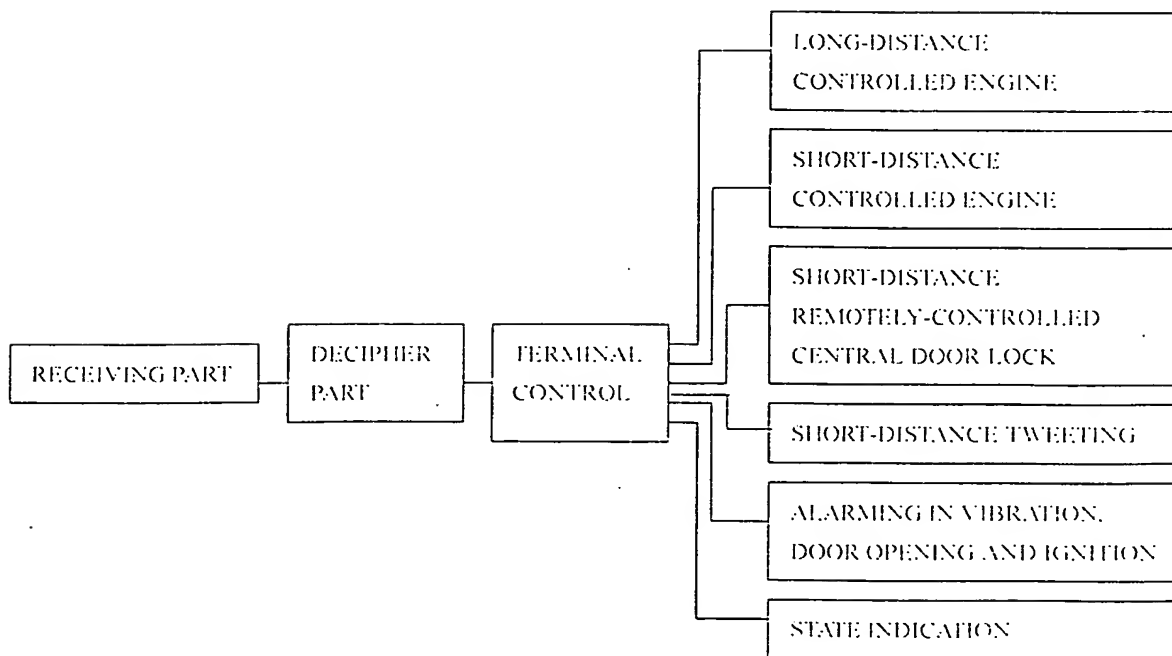 LONG-DISTANCE
CONTROLLED ENGINE
SHORT-DISTANCE
CONTROLLED ENGINE
SHORT-DISTANCE
REMOTELY-CONTROLLED
CENTRAL DOOR LOCK
RECEIVING PART
DECIPHER
PART
TERMINAL
CONTROL
SHORT-DISTANCE TWEETING
ALARMING IN VIBRATION,
DOOR OPENING AND IGNITION
STATE INDICATION